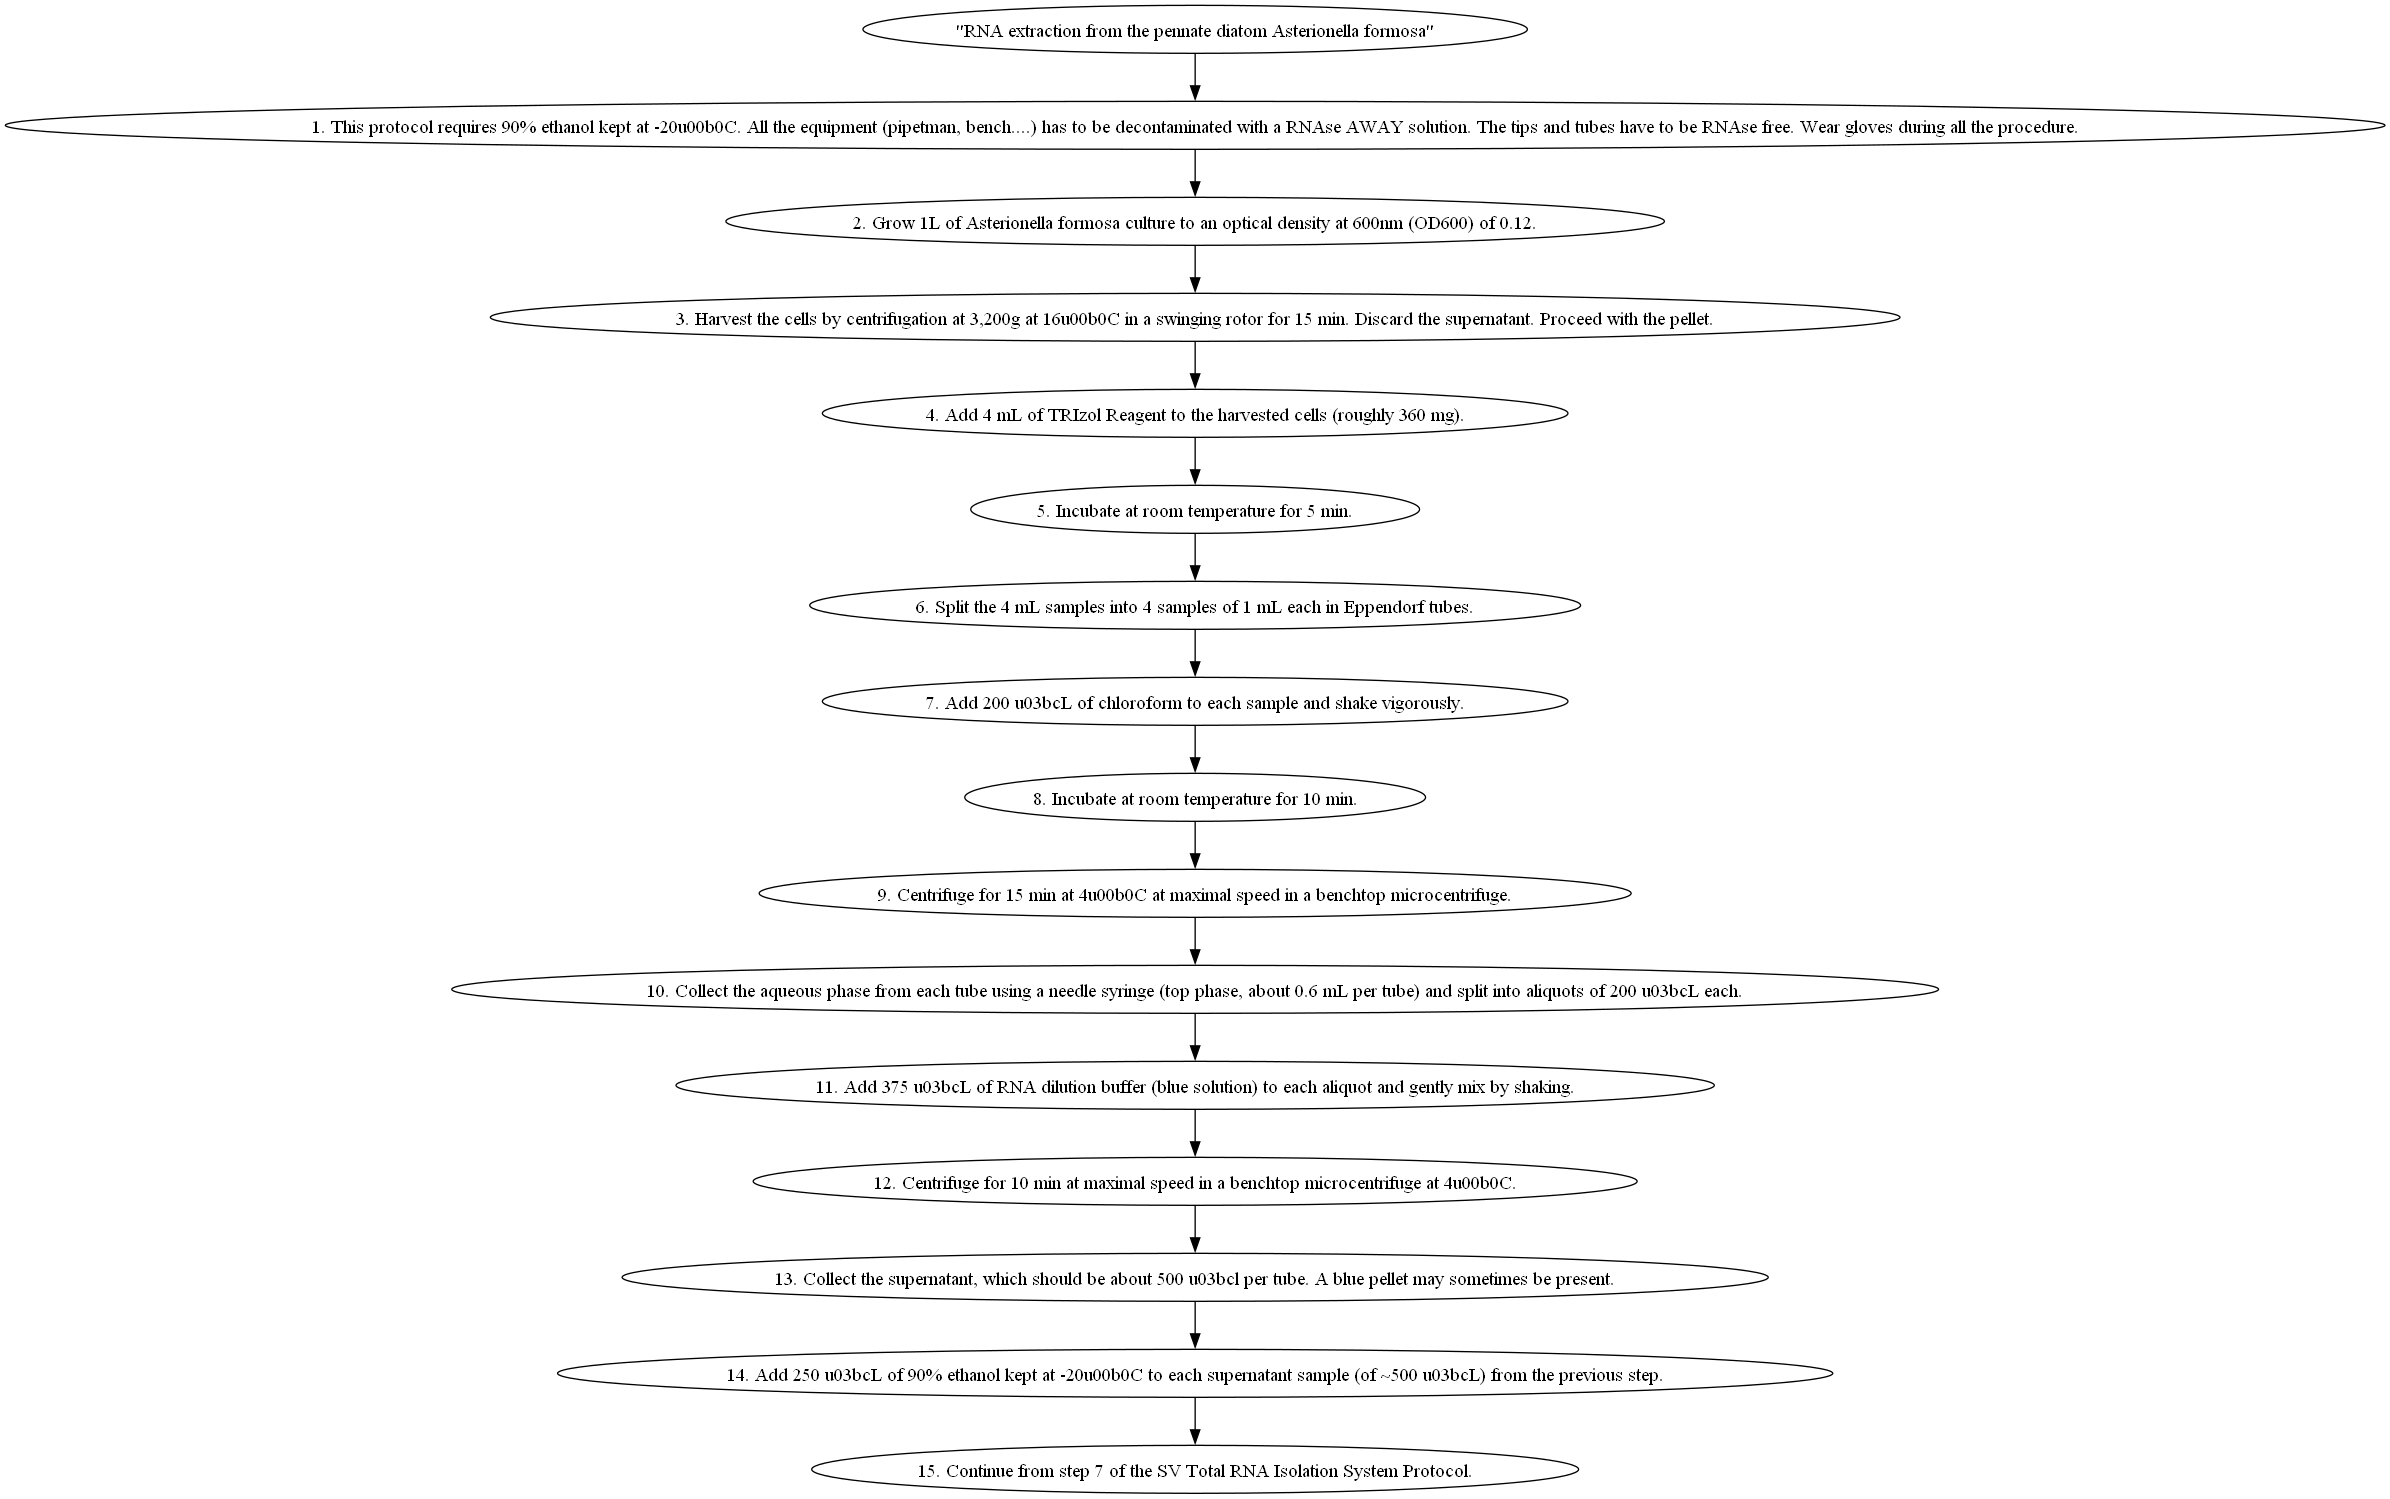 "RNA extraction from the pennate diatom Asterionella formosa"
1. This protocol requires 90% ethanol kept at -20u00b0C. All the equipment (pipetman, bench....) has to be decontaminated with a RNAse AWAY solution. The tips and tubes have to be RNAse free. Wear gloves during all the procedure.
2. Grow 1L of Asterionella formosa culture to an optical density at 600nm (OD600) of 0.12.
3. Harvest the cells by centrifugation at 3,200g at 16u00b0C in a swinging rotor for 15 min. Discard the supernatant. Proceed with the pellet.
4. Add 4 mL of TRIzol Reagent to the harvested cells (roughly 360 mg).
5. Incubate at room temperature for 5 min.
6. Split the 4 mL samples into 4 samples of 1 mL each in Eppendorf tubes.
7. Add 200 u03bcL of chloroform to each sample and shake vigorously.
8. Incubate at room temperature for 10 min.
9. Centrifuge for 15 min at 4u00b0C at maximal speed in a benchtop microcentrifuge.
10. Collect the aqueous phase from each tube using a needle syringe (top phase, about 0.6 mL per tube) and split into aliquots of 200 u03bcL each.
11. Add 375 u03bcL of RNA dilution buffer (blue solution) to each aliquot and gently mix by shaking.
12. Centrifuge for 10 min at maximal speed in a benchtop microcentrifuge at 4u00b0C.
13. Collect the supernatant, which should be about 500 u03bcl per tube. A blue pellet may sometimes be present.
14. Add 250 u03bcL of 90% ethanol kept at -20u00b0C to each supernatant sample (of ~500 u03bcL) from the previous step.
15. Continue from step 7 of the SV Total RNA Isolation System Protocol.